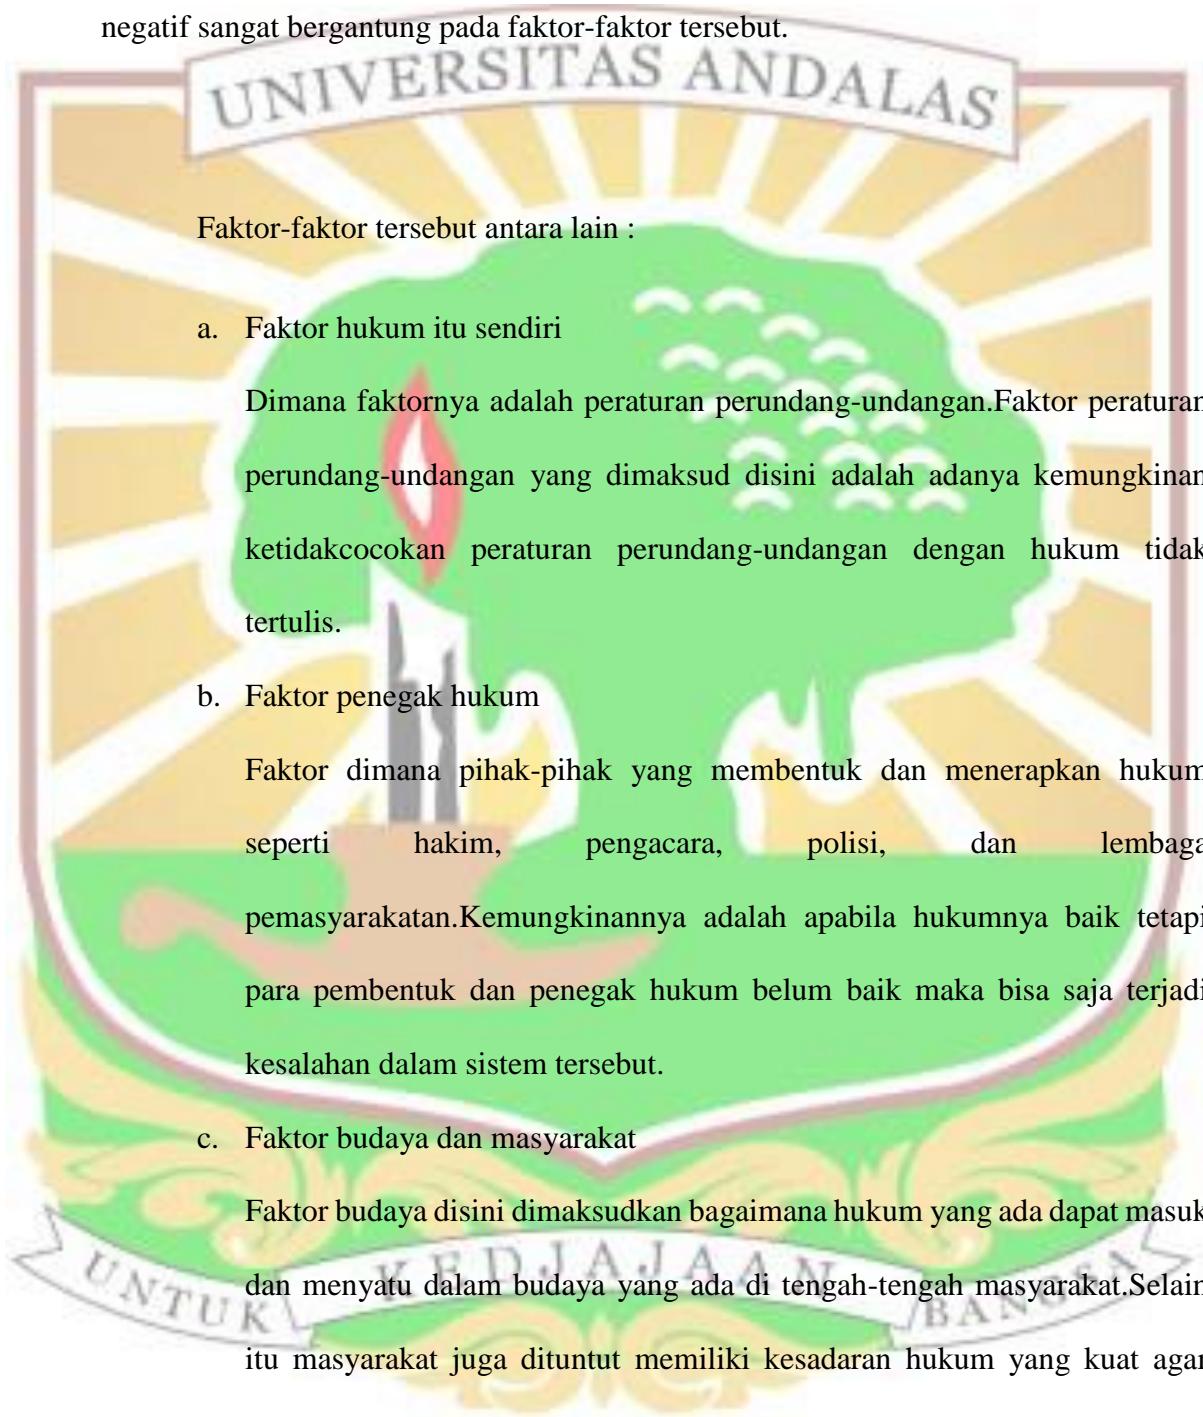 negatif sangat bergantung pada faktor-faktor tersebut.
UNIVERSITAS ANDALAS
Faktor-faktor tersebut antara lain :
a. Faktor hukum itu sendiri
Dimana faktornya adalah peraturan perundang-undangan.Faktor peraturan
perundang-undangan yang dimaksud disini adalah adanya kemungkinan
ketidakcocokan peraturan perundang-undangan dengan hukum tidak
tertulis.
b. Faktor penegak hukum
Faktor dimana pihak-pihak yang membentuk dan menerapkan hukum
seperti hakim, pengacara, polisi, dan lembaga
pemasyarakatan.Kemungkinannya adalah apabila hukumnya baik tetapi
para pembentuk dan penegak hukum belum baik maka bisa saja terjadi
kesalahan dalam sistem tersebut.
c. Faktor budaya dan masyarakat
Faktor budaya disini dimaksudkan bagaimana hukum yang ada dapat masuk
dan menyatu dalam budaya yang ada di tengah-tengah masyarakat.Selain
itu masyarakat juga dituntut memiliki kesadaran hukum yang kuat agar
UNTUK KEDJAJAAN BANGSA